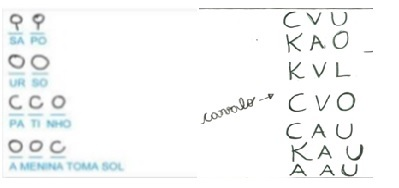 SA PO
UR SO
PA TI NHO
A MENINA TOMA SOL
CVU
KAO
KVL
cavalo → CVO
CAU
KAU
AAU